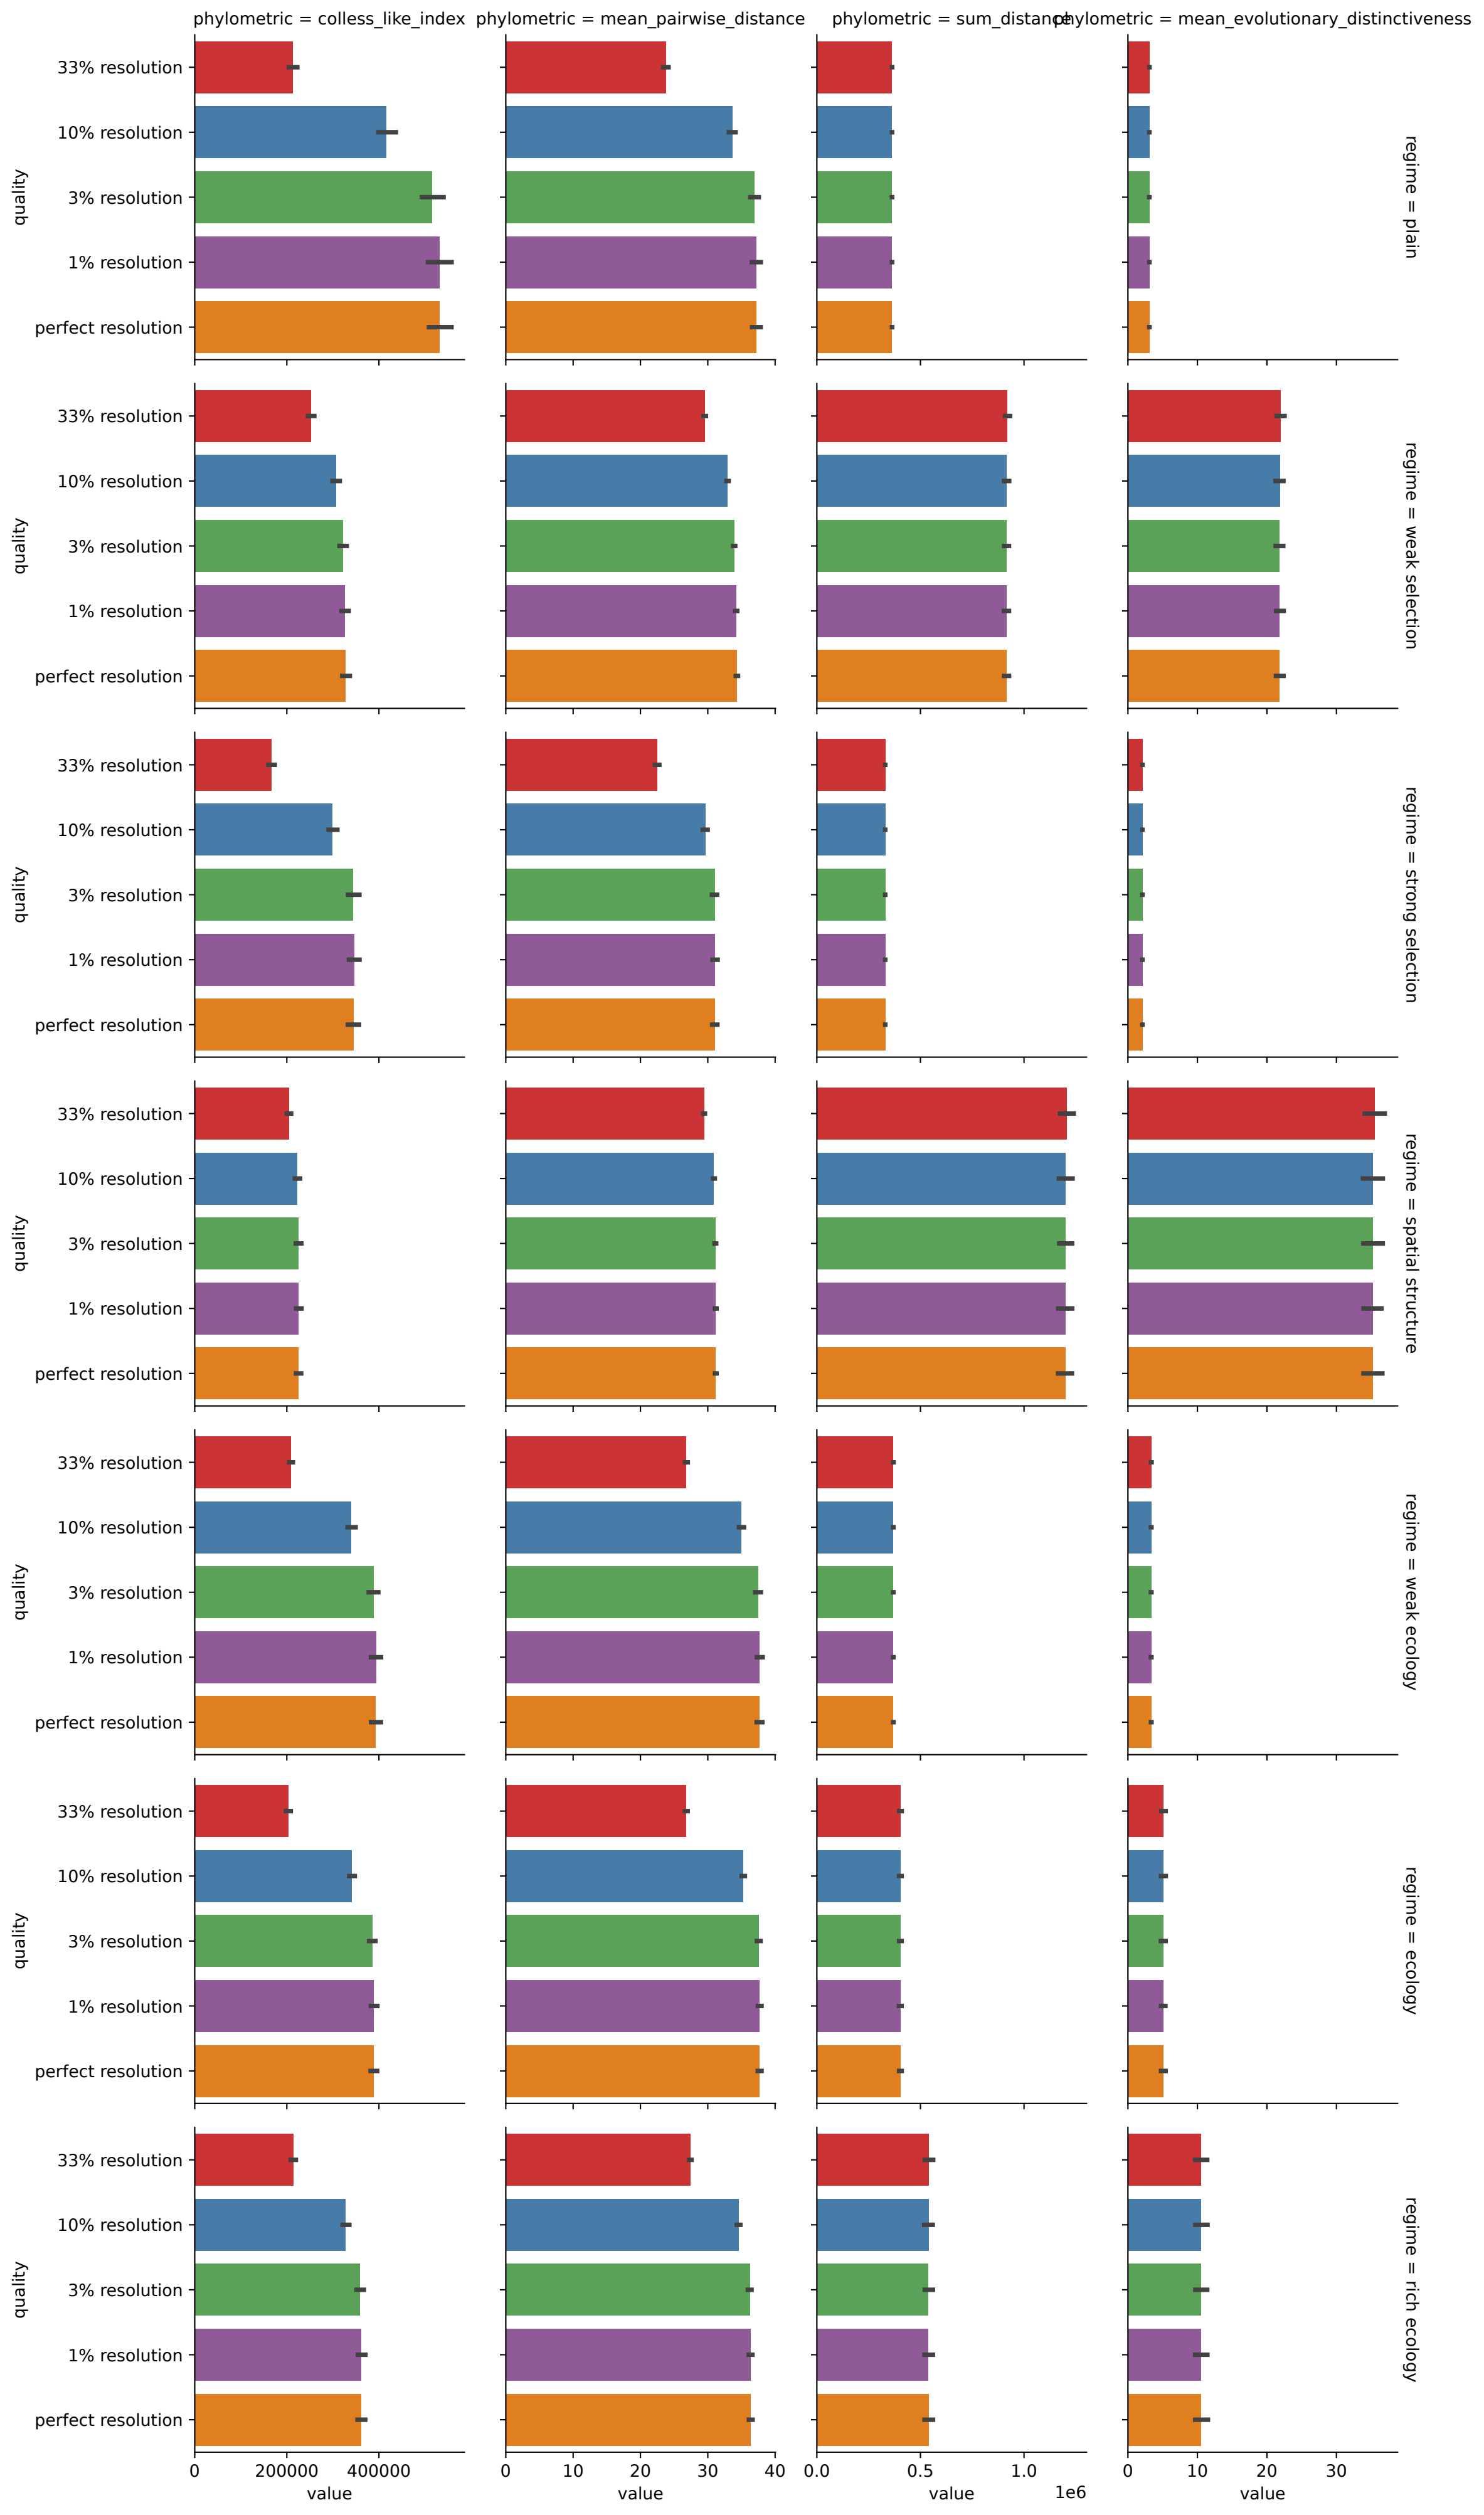 phylometric = colless_like_index
phylometric = mean_pairwise_distance
phylometric = sum_distance
phylometric = mean_evolutionary_distinctiveness
33% resolution
10% resolution
3% resolution
1% resolution
perfect resolution
quality
regime = plain
33% resolution
10% resolution
3% resolution
1% resolution
perfect resolution
quality
regime = weak selection
33% resolution
10% resolution
3% resolution
1% resolution
perfect resolution
quality
regime = strong selection
33% resolution
10% resolution
3% resolution
1% resolution
perfect resolution
quality
regime = spatial structure
33% resolution
10% resolution
3% resolution
1% resolution
perfect resolution
quality
regime = weak ecology
33% resolution
10% resolution
3% resolution
1% resolution
perfect resolution
quality
regime = ecology
33% resolution
10% resolution
3% resolution
1% resolution
perfect resolution
quality
regime = rich ecology
0 200000 400000
value
0 10 20 30 40
value
0.0 0.5 1.0
1e6
value
0 10 20 30
value